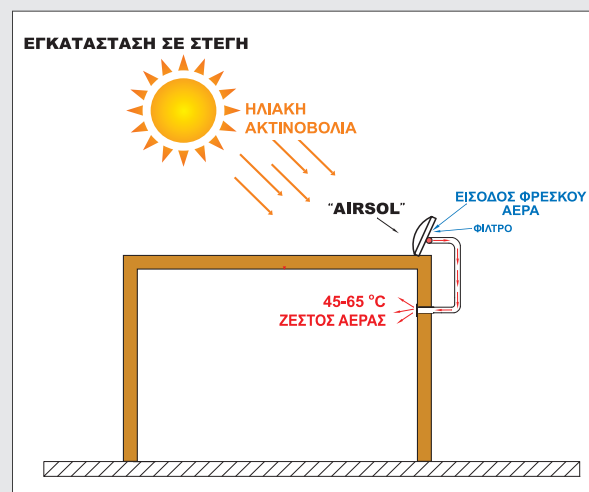 ΕΓΚΑΤΑΣΤΑΣΗ ΣΕ ΣΤΕΓΗ
ΗΛΙΑΚΗ
ΑΚΤΙΝΟΒΟΛΙΑ
"AIRSOL"
ΕΙΣΟΔΟΣ ΦΡΕΣΚΟΥ
ΑΕΡΑ
ΦΙΛΤΡΟ
45-65 °C
ΖΕΣΤΟΣ ΑΕΡΑΣ